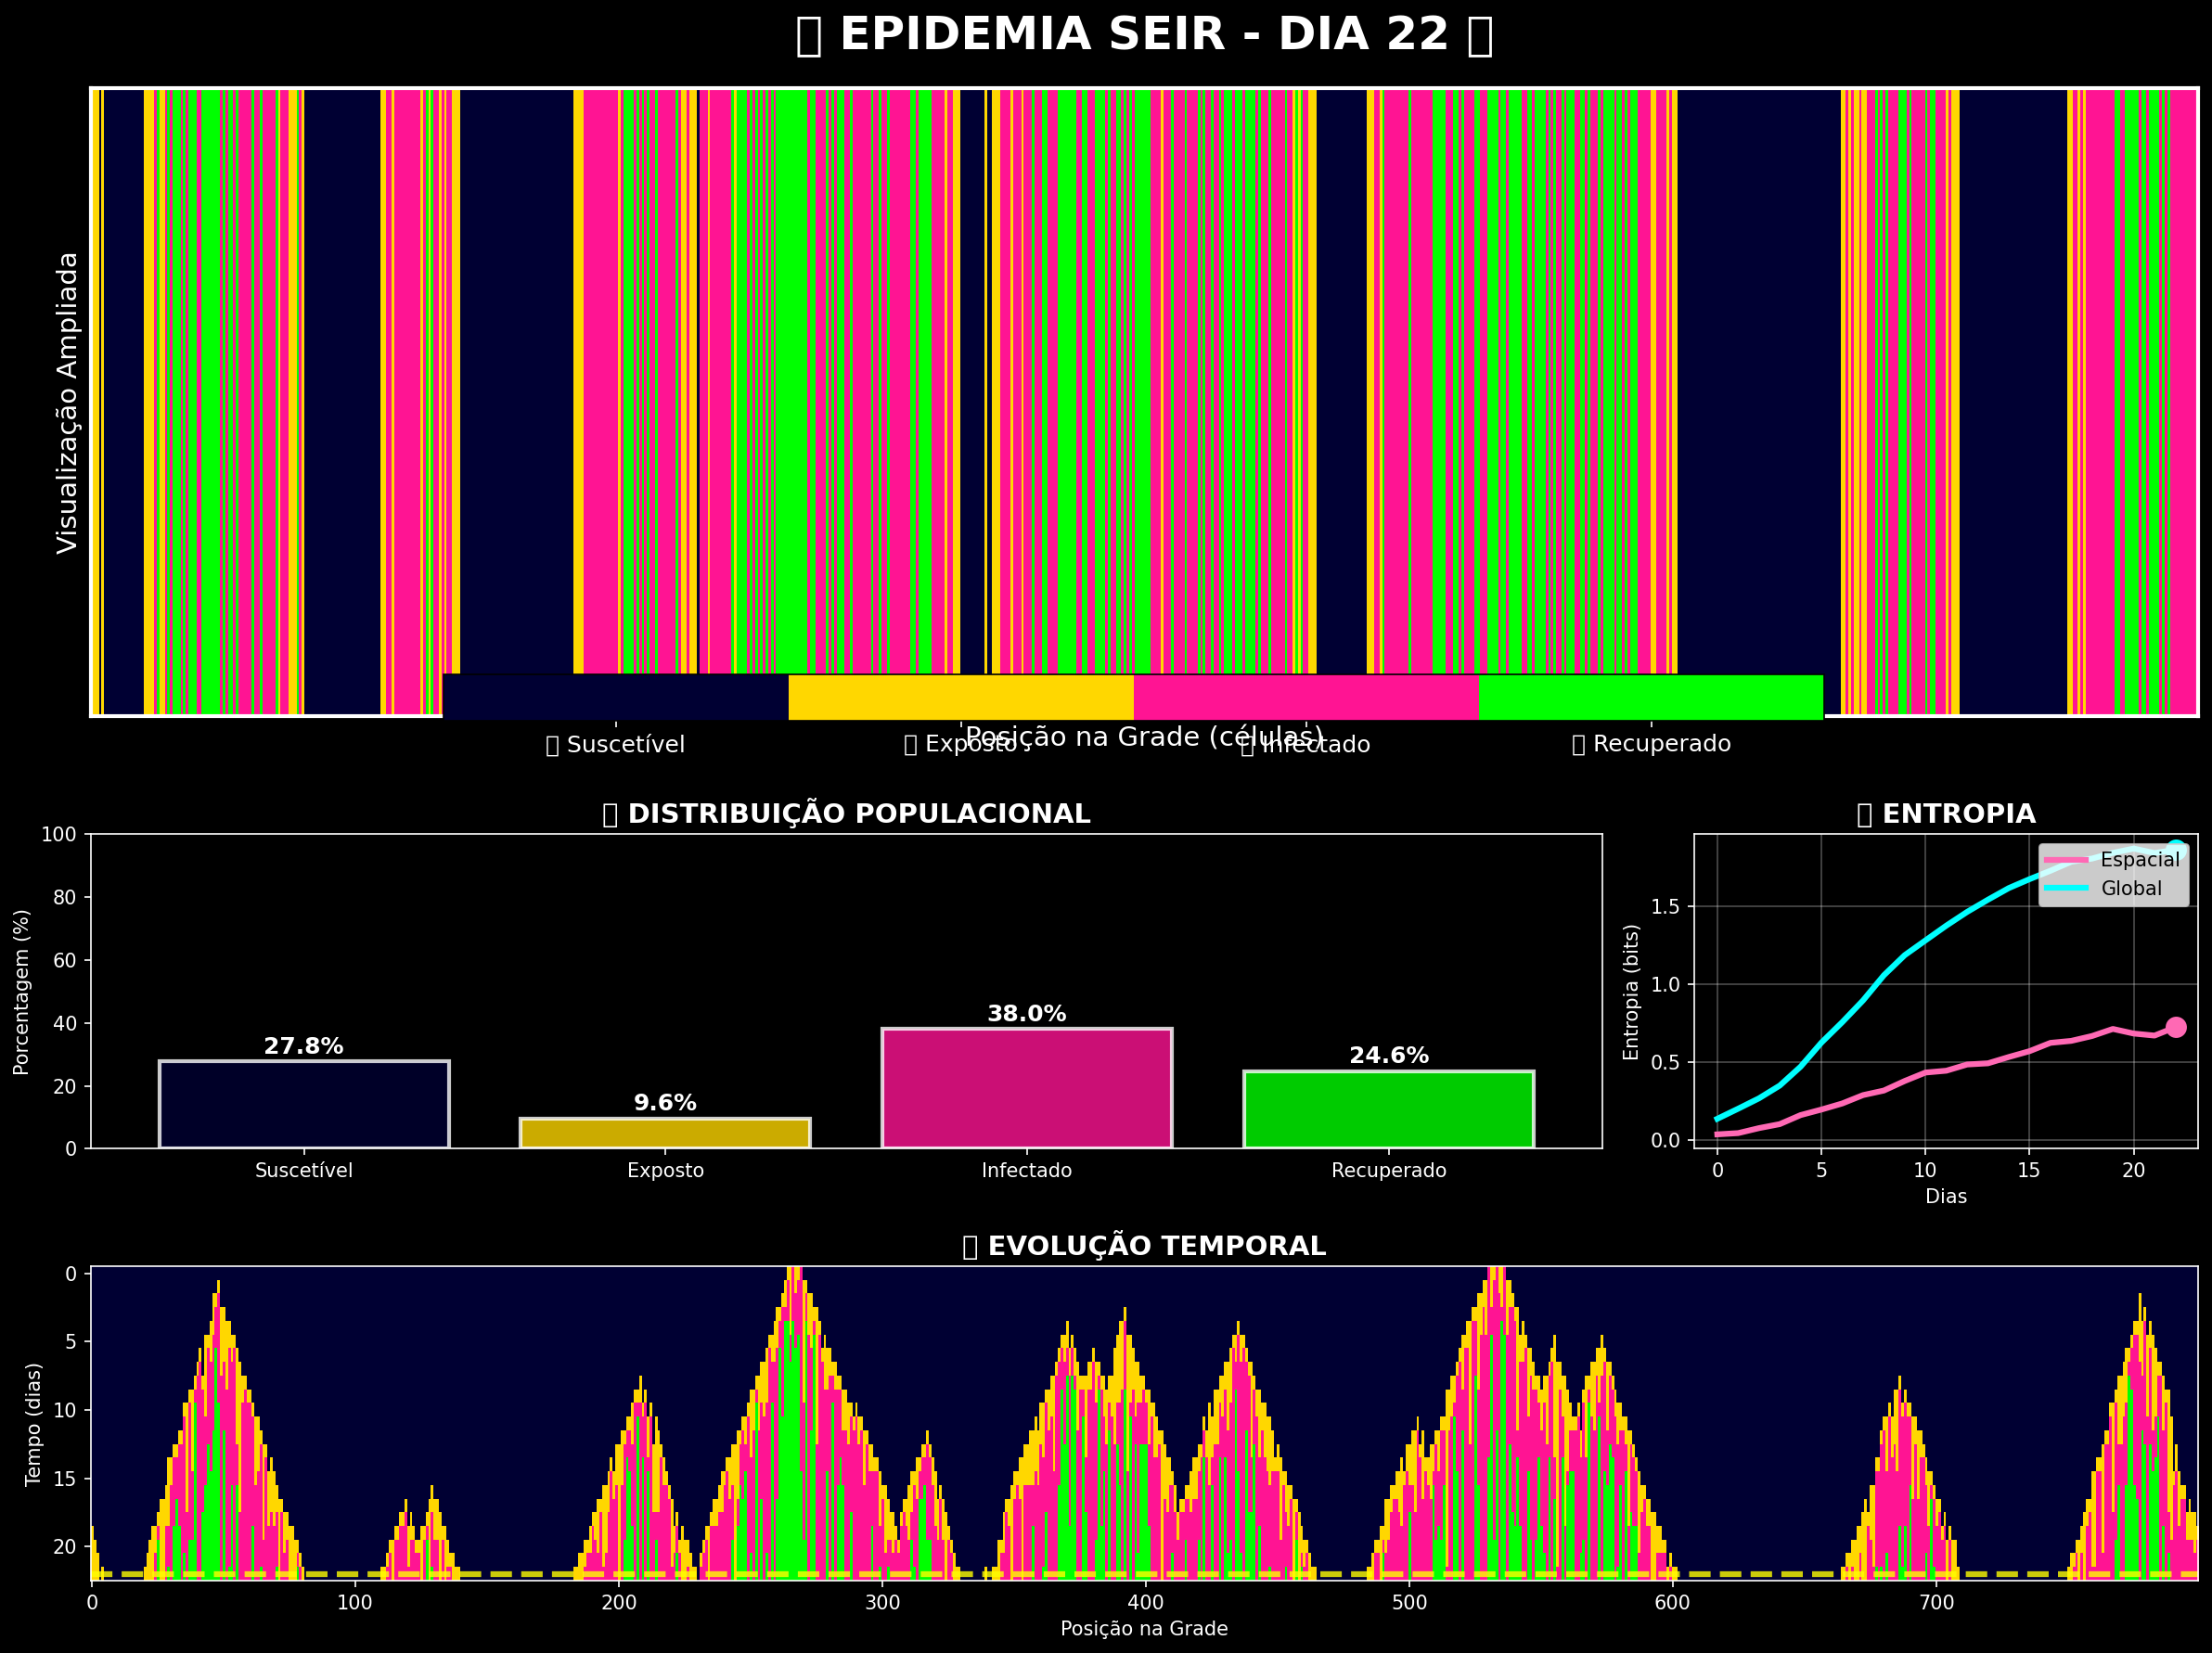 EPIDEMIA SEIR - DIA 22
Visualização Ampliada
Posição na Grade (células)
Suscetível
Exposto
Infectado
Recuperado
DISTRIBUIÇÃO POPULACIONAL
Porcentagem (%)
100
80
60
40
20
0
27.8%
9.6%
38.0%
24.6%
Suscetível
Exposto
Infectado
Recuperado
ENTROPIA
Entropia (bits)
1.5
1.0
0.5
0.0
Espacial
Global
0 5 10 15 20
Dias
EVOLUÇÃO TEMPORAL
Tempo (dias)
0
5
10
15
20
0 100 200 300 400 500 600 700
Posição na Grade